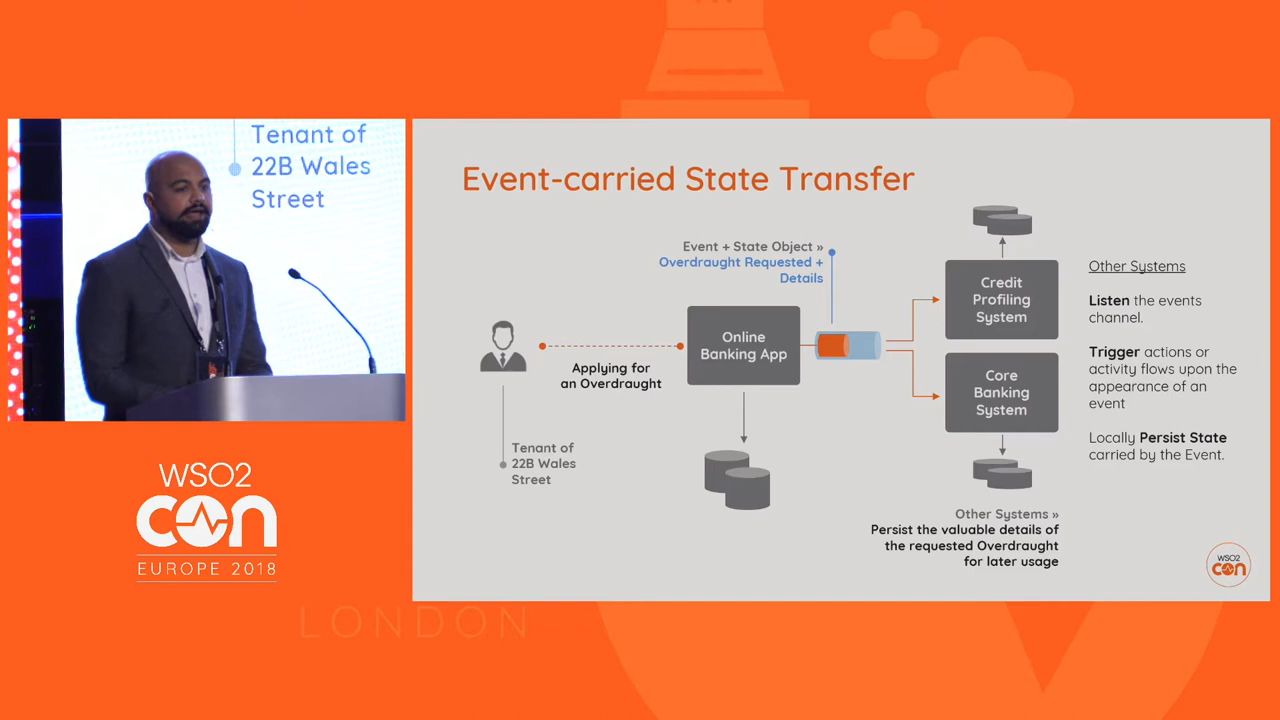 Tenant of
22B Wales
Street
WSO2
con
EUROPE 2018
LONDON
Event-carried State Transfer
Event + State Object »
Overdraught Requested +
Details
Online
Banking App
Applying for
an Overdraught
Tenant of
22B Wales
Street
Credit
Profiling
System
Core
Banking
System
Other Systems »
Persist the valuable details of
the requested Overdraught
for later usage
Other Systems
Listen the events
channel.
Trigger actions or
activity flows upon the
appearance of an
event
Locally Persist State
carried by the Event.
WSO2
con